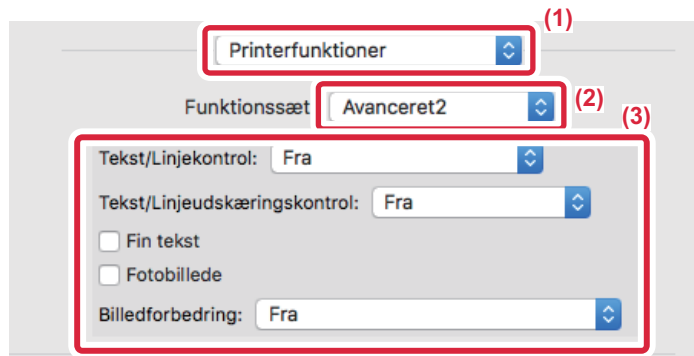 (1)
Printerfunktioner
Funktionssæt Avanceret2 (2)
(3)
Tekst/Linjekontrol: Fra
Tekst/Linjeudskæringskontrol: Fra
Fin tekst
Fotobillede
Billedforbedring: Fra